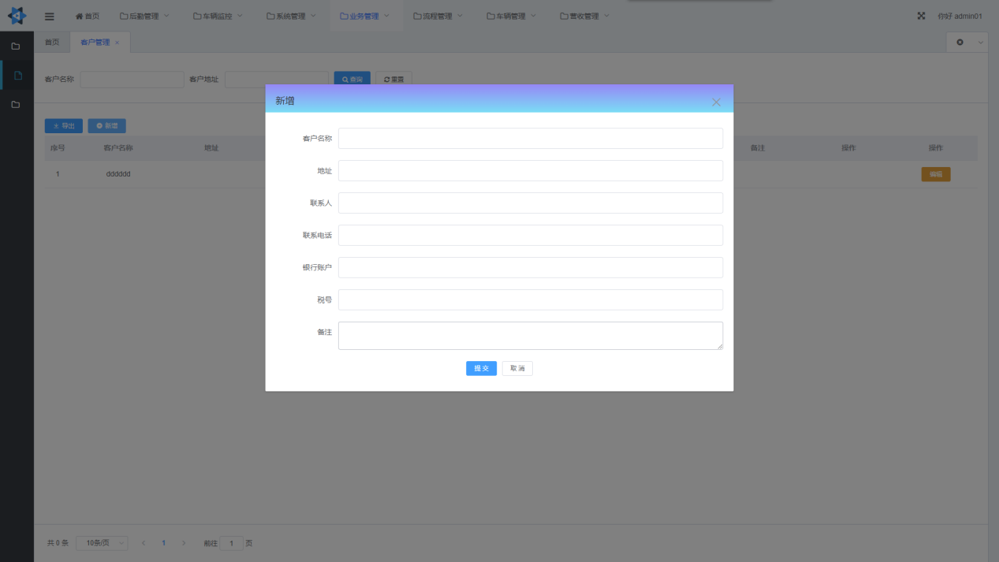 首页 后勤管理 车辆监控 系统管理 业务管理 流程管理 车辆管理 营收管理 你好 admin01
首页 客户管理
客户名称 客户地址 查询 重置
导出 新增
序号 客户名称 地址 备注 操作 操作
1 dddddd 编辑
新增
客户名称
地址
联系人
联系电话
银行账户
税号
备注
提交 取消
共 0 条 10条/页 1 前往 1 页